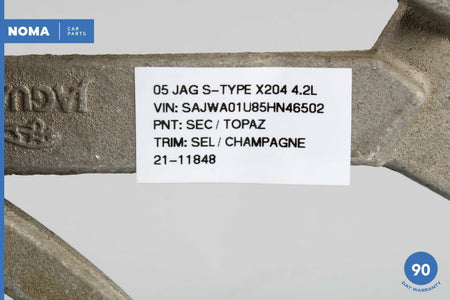 NOMA CAR PARTS
JAGUA
05 JAG S-TYPE X204 4.2L
VIN: SAJWA01U85HN46502
PNT: SEC / TOPAZ
TRIM: SEL / CHAMPAGNE
21-11848
90
DAY WARRANTY